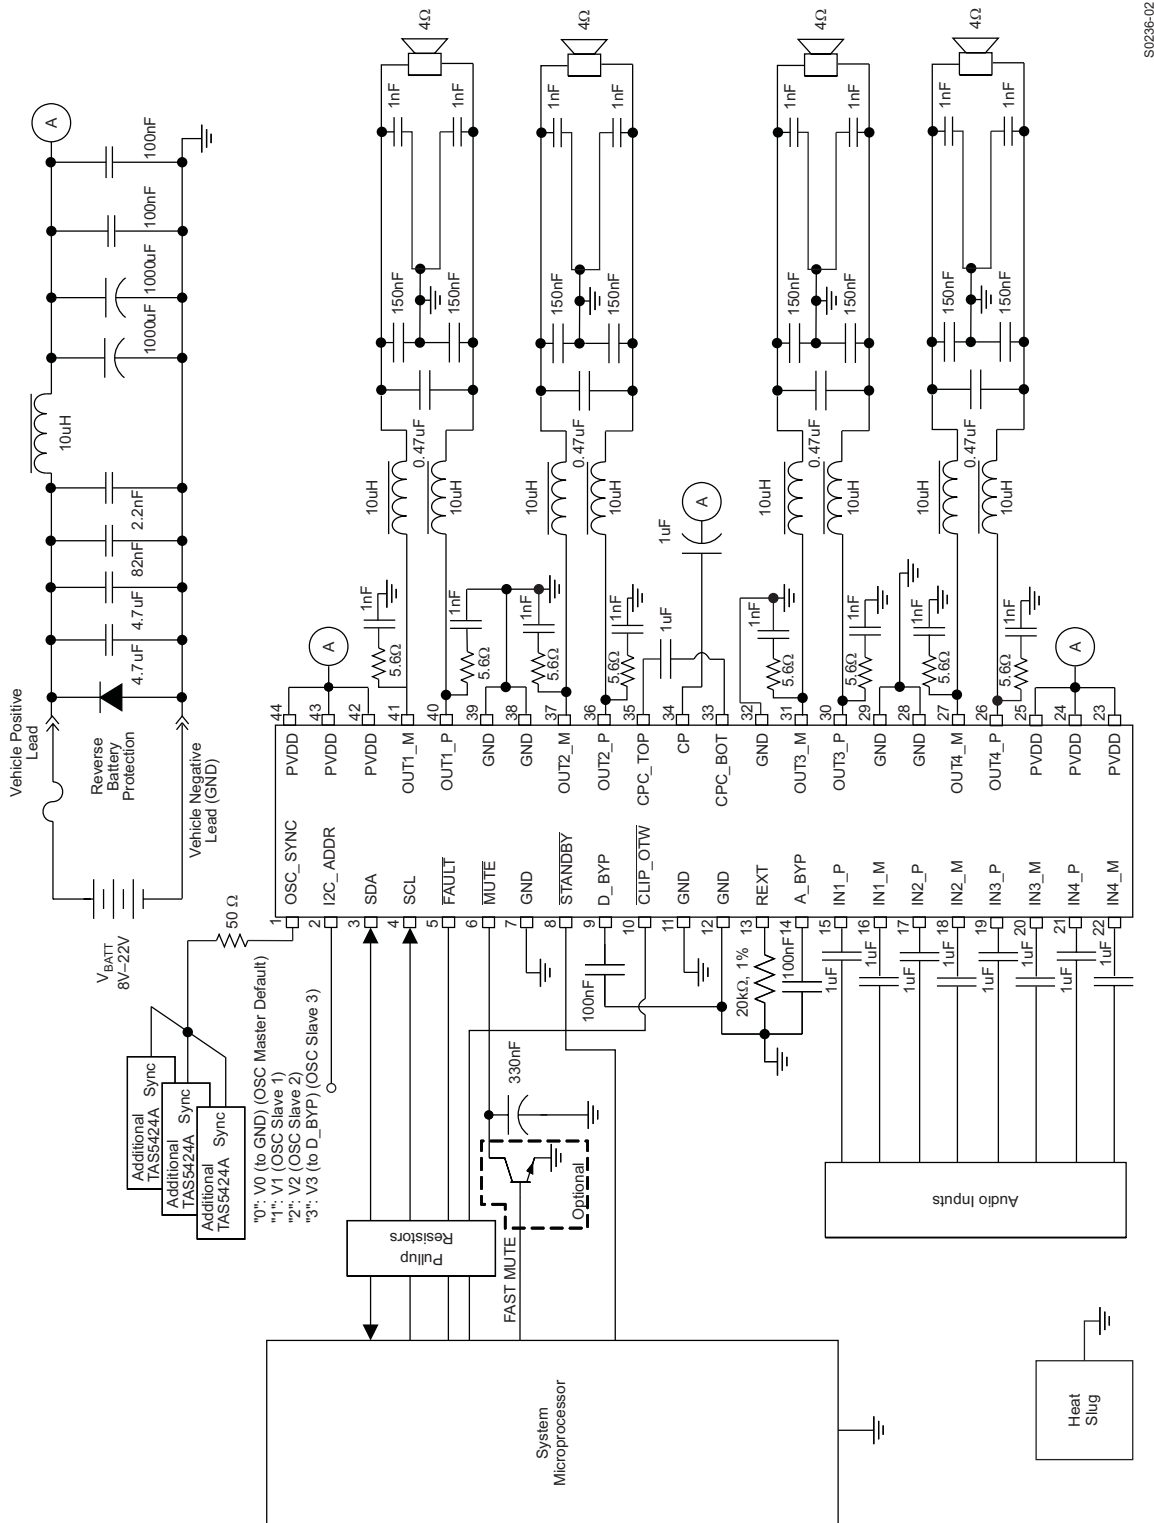 S0236-02
Vehicle Positive
Lead
Reverse
Battery
Protection
Vehicle Negative
Lead (GND)
VBATT
8V–22V
4.7uF
4.7uF
82nF
2.2nF
10uH
1000uF
1000uF
100nF
100nF
A
Additional
TAS5424A
Sync
Additional
TAS5424A
Sync
Additional
TAS5424A
Sync
50 Ω
"0": V0 (to GND) (OSC Master Default)
"1": V1 (OSC Slave 1)
"2": V2 (OSC Slave 2)
"3": V3 (to D_BYP) (OSC Slave 3)
1 OSC_SYNC
2 I2C_ADDR
3 SDA
4 SCL
5 FAULT
6 MUTE
7 GND
8 STANDBY
9 D_BYP
10 CLIP_OTW
11 GND
12 GND
13 REXT
14 A_BYP
15 IN1_P
16 IN1_M
17 IN2_P
18 IN2_M
19 IN3_P
20 IN3_M
21 IN4_P
22 IN4_M
44 PVDD
43 PVDD
42 PVDD
41 OUT1_M
40 OUT1_P
39 GND
38 GND
37 OUT2_M
36 OUT2_P
35 CPC_TOP
34 CP
33 CPC_BOT
32 GND
31 OUT3_M
30 OUT3_P
29 GND
28 GND
27 OUT4_M
26 OUT4_P
25 PVDD
24 PVDD
23 PVDD
A
A
A
1uF
1uF
5.6Ω
1nF
5.6Ω
1nF
5.6Ω
1nF
5.6Ω
1nF
5.6Ω
1nF
5.6Ω
1nF
5.6Ω
1nF
5.6Ω
1nF
10uH
10uH
0.47uF
150nF
150nF
1nF
1nF
4Ω
10uH
10uH
0.47uF
150nF
150nF
1nF
1nF
4Ω
10uH
10uH
0.47uF
150nF
150nF
1nF
1nF
4Ω
10uH
10uH
0.47uF
150nF
150nF
1nF
1nF
4Ω
100nF
20kΩ, 1%
100nF
1uF
1uF
1uF
1uF
1uF
1uF
1uF
1uF
330nF
Optional
FAST MUTE
Pullup
Resistors
Audio Inputs
System
Microprocessor
Heat
Slug